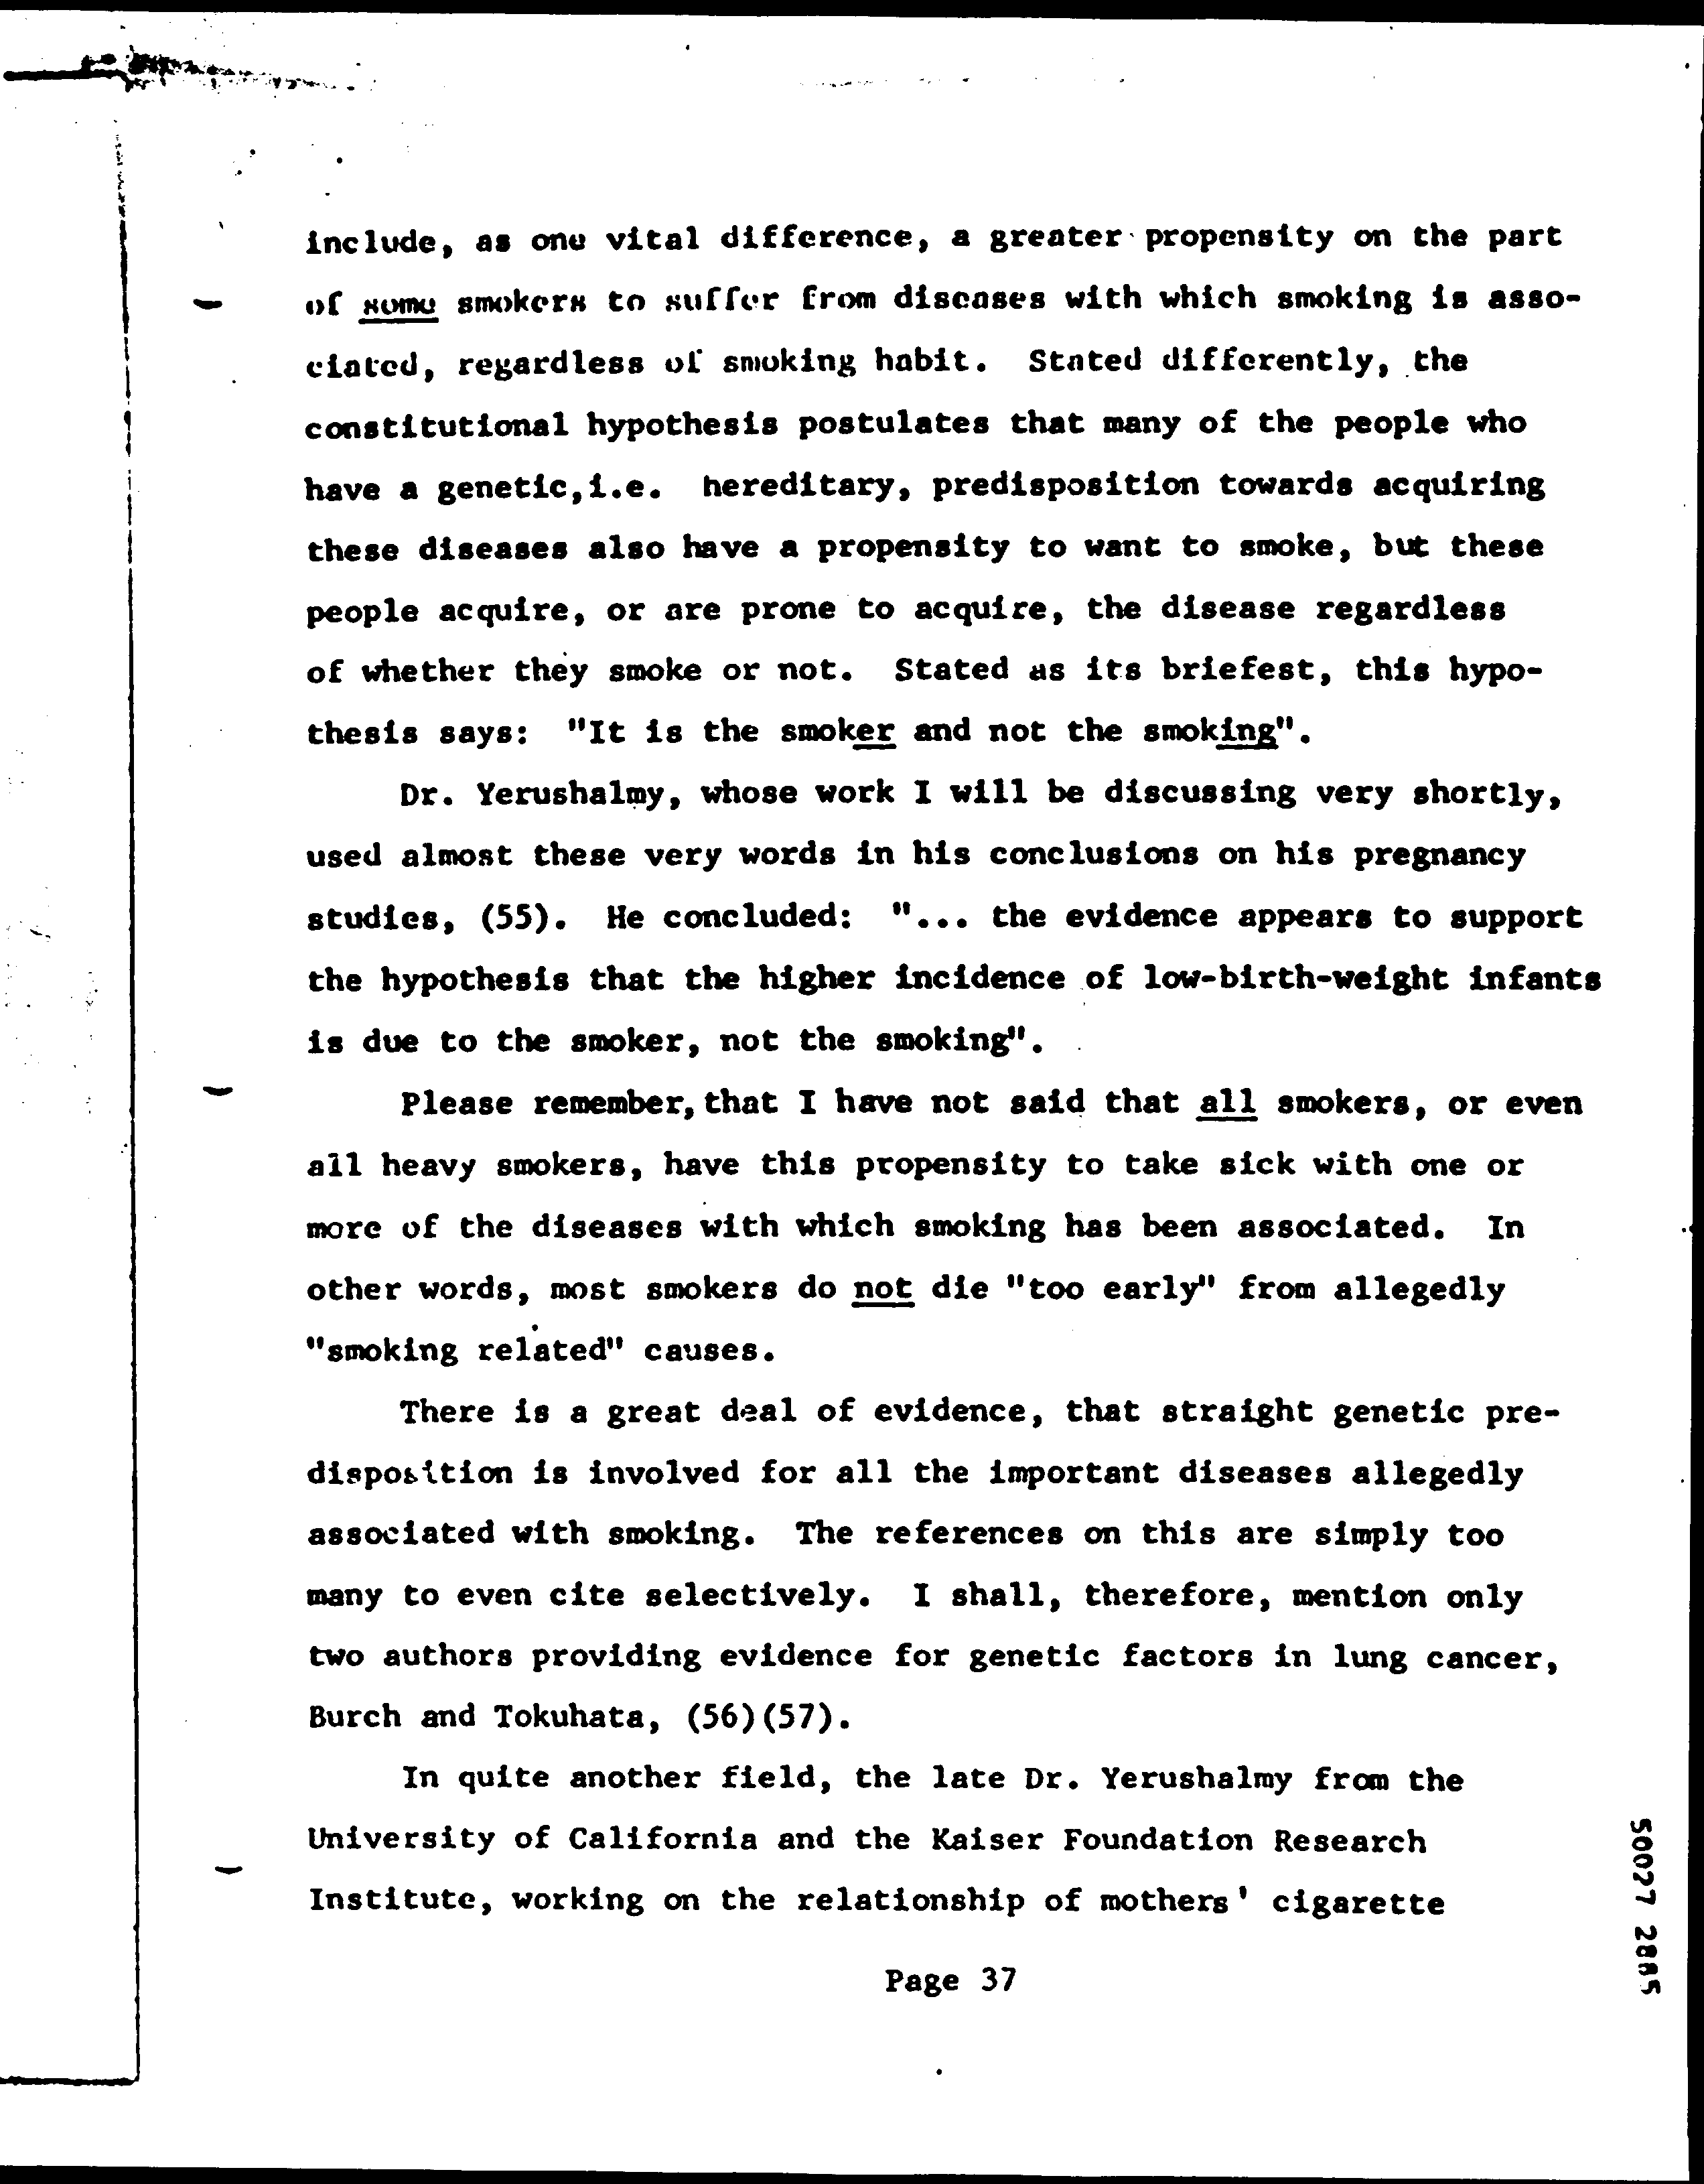 include, as one vital difference, a greater propensity on the part
of some smokers to suffer from diseases with which smoking is asso-
ciated, regardless of smoking habit.  Stated differently, the
constitutional hypothesis postulates that many of the people who
have a genetic,i.e.  hereditary, predisposition towards acquiring
these diseases also have a propensity to want to smoke, but these
people acquire, or are prone to acquire, the disease regardless
of whether they smoke or not.  Stated as its briefest, this hypo-
thesis says:  "It is the smoker and not the smoking".
Dr. Yerushalmy, whose work I will be discussing very shortly,
used almost these very words in his conclusions on his pregnancy
studies, (55).  He concluded:  "... the evidence appears to support
the hypothesis that the higher incidence of low-birth-weight infants
is due to the smoker, not the smoking".
Please remember, that I have not said that all smokers, or even
all heavy smokers, have this propensity to take sick with one or
more of the diseases with which smoking has been associated.  In
other words, most smokers do not die "too early" from allegedly
"smoking related" causes.
There is a great deal of evidence, that straight genetic pre-
disposition is involved for all the important diseases allegedly
associated with smoking.  The references on this are simply too
many to even cite selectively.  I shall, therefore, mention only
two authors providing evidence for genetic factors in lung cancer,
Burch and Tokuhata, (56)(57).
In quite another field, the late Dr. Yerushalmy from the
University of California and the Kaiser Foundation Research
Institute, working on the relationship of mothers' cigarette
Page 37
50027 2885